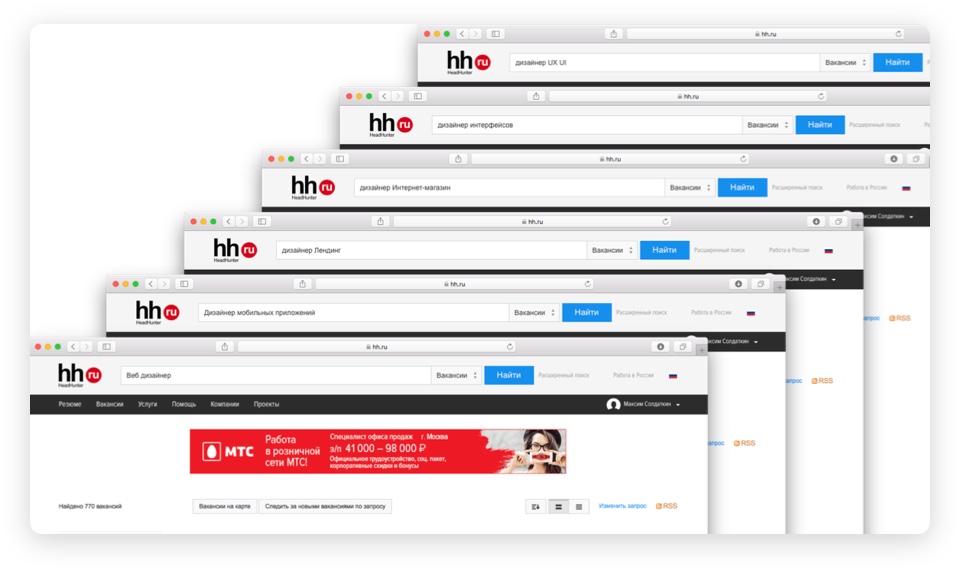 hh.ru
hh ru
HeadHunter
дизайнер UX UI
Вакансии
Найти
hh.ru
hh ru
HeadHunter
дизайнер интерфейсов
Вакансии
Найти
Расширенный поиск
hh.ru
hh ru
HeadHunter
дизайнер Интернет-магазин
Вакансии
Найти
Расширенный поиск
Работа в России
Максим Солдаткин
hh.ru
hh ru
HeadHunter
дизайнер Лендинг
Вакансии
Найти
Расширенный поиск
Работа в России
Солдаткин
RSS
hh.ru
hh ru
HeadHunter
Дизайнер мобильных приложений
Вакансии
Найти
Расширенный поиск
Работа в России
Солдаткин
RSS
hh.ru
hh ru
HeadHunter
Веб дизайнер
Вакансии
Найти
Расширенный поиск
Работа в России
Резюме Вакансии Услуги Помощь Компании Проекты
Максим Солдаткин
МТС
Работа
в розничной
сети МТС!
Специалист офиса продаж г. Москва
з/п 41 000 – 98 000 ₽
Официальное трудоустройство, соц. пакет,
корпоративные скидки и бонусы
RSS
Найдено 770 вакансий
Вакансии на карте
Следить за новыми вакансиями по запросу
Изменить запрос
RSS